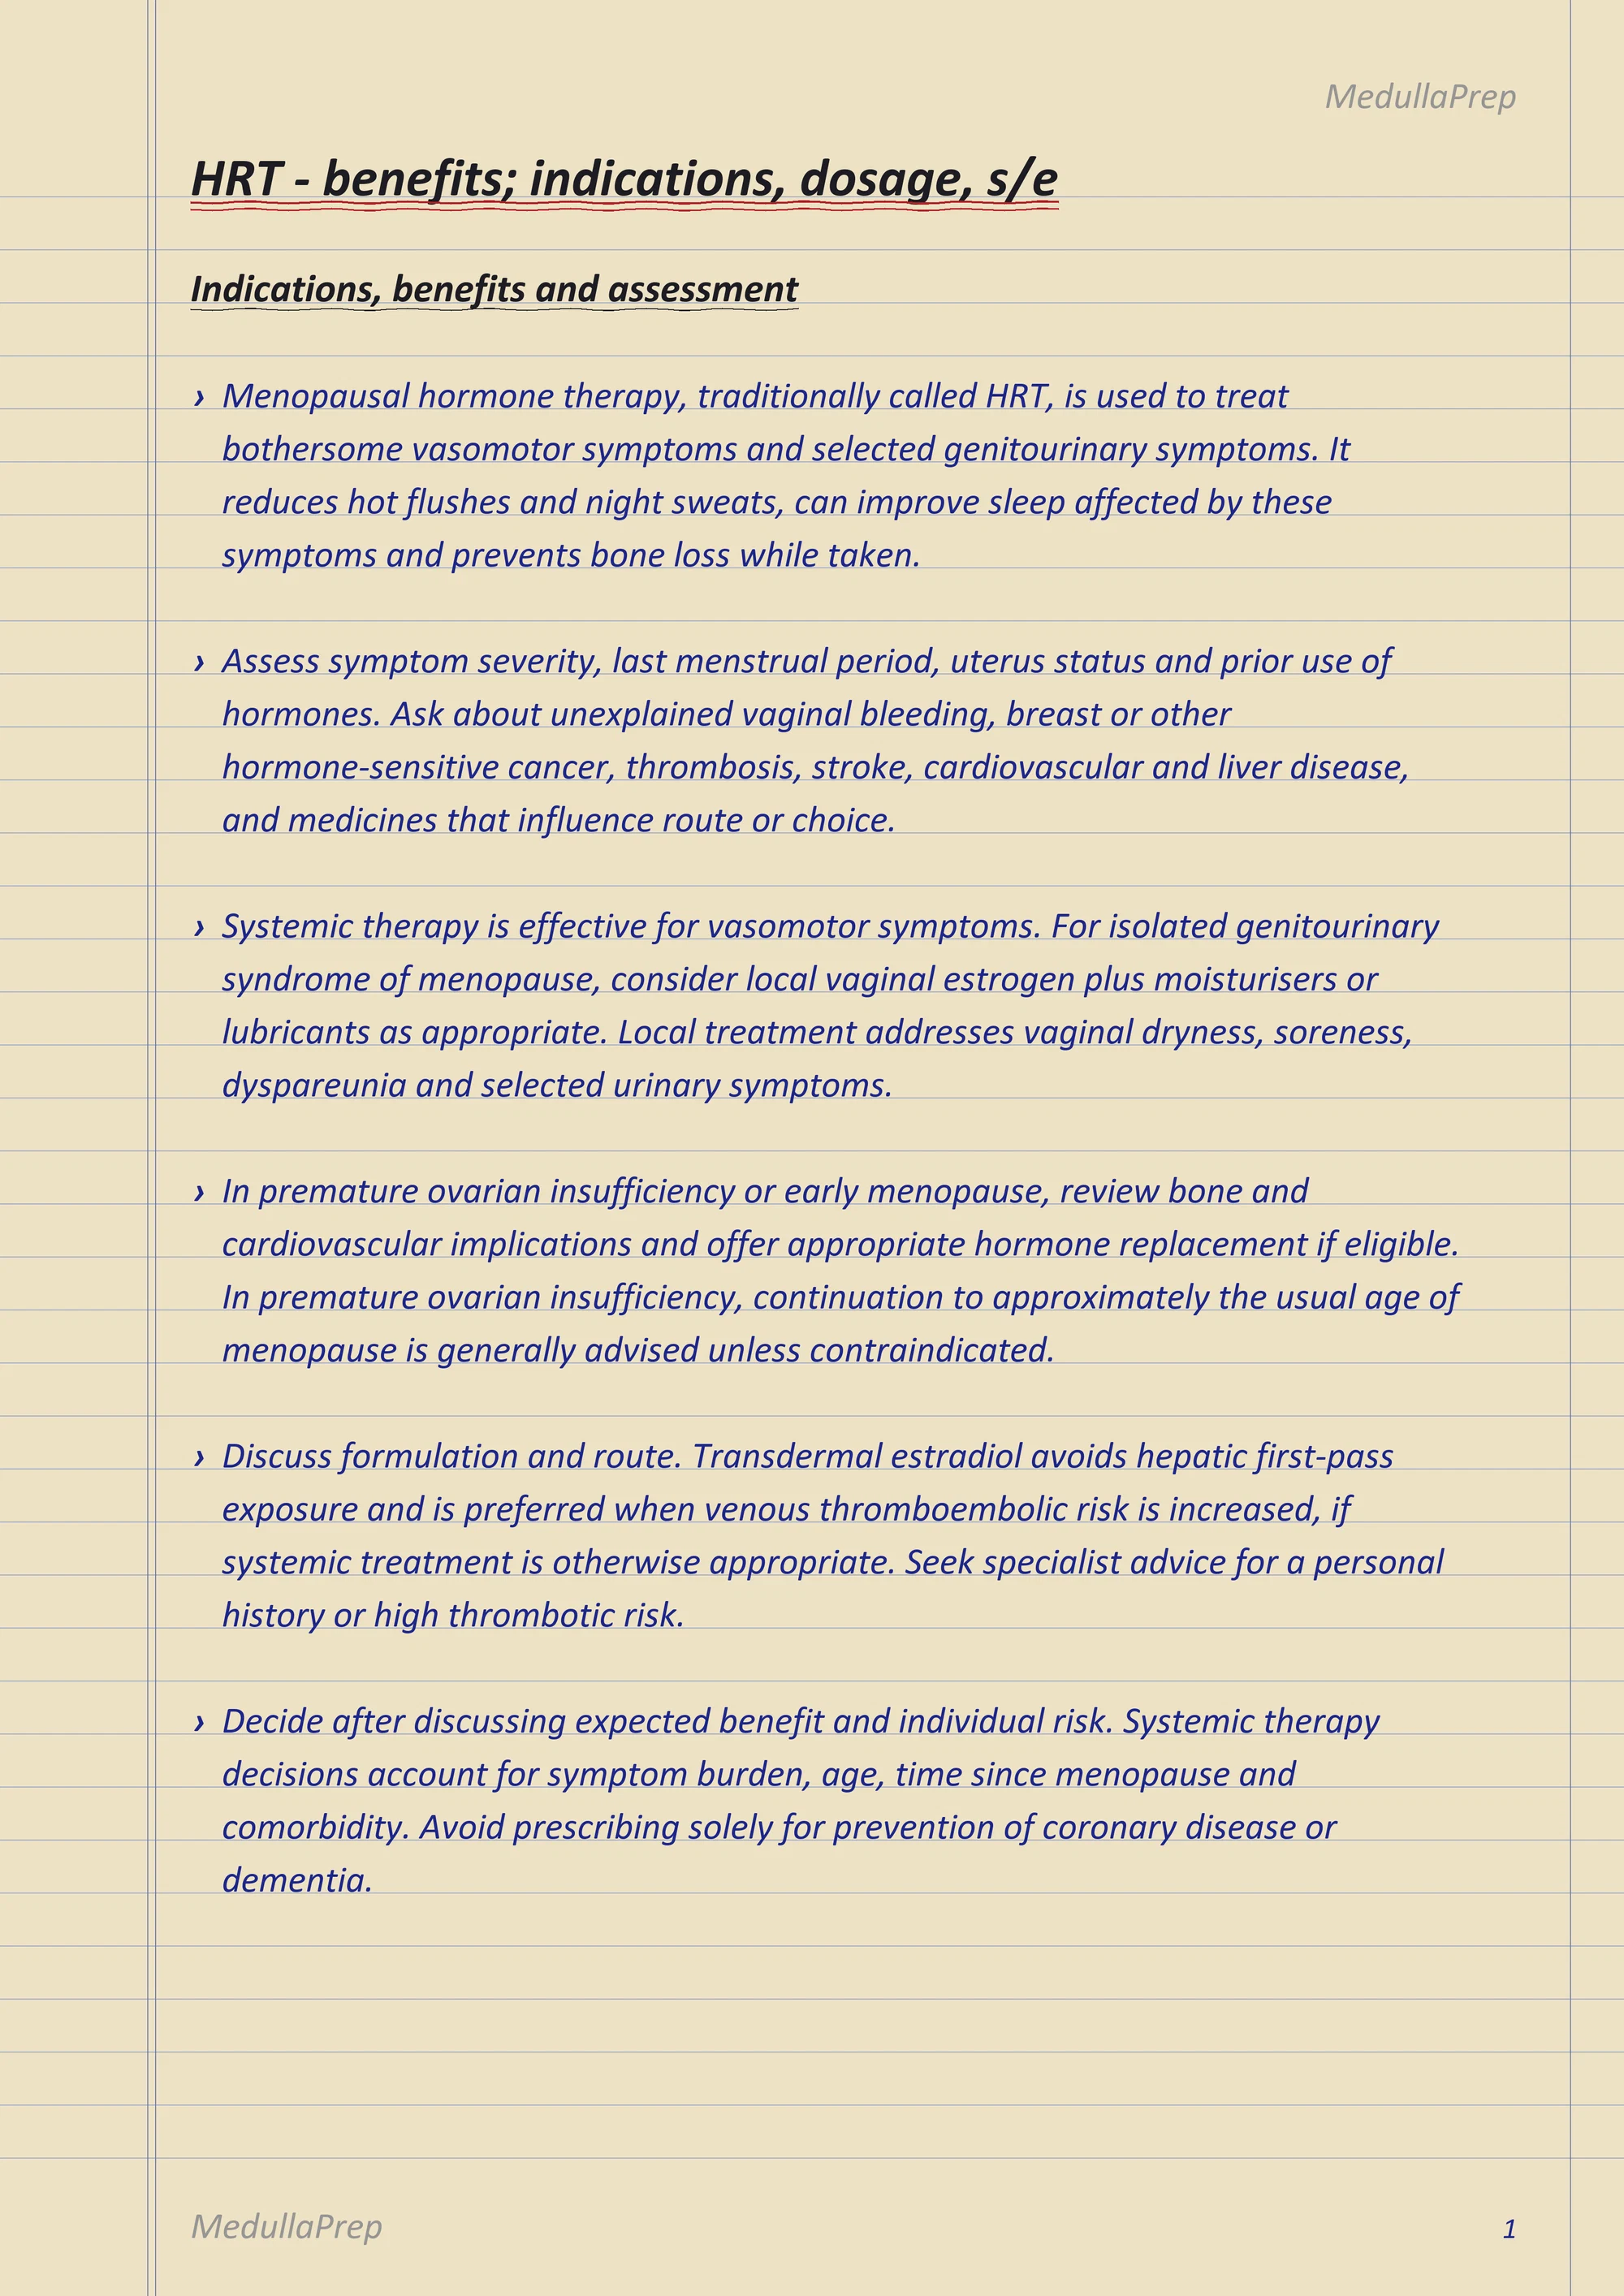 MedullaPrep
HRT - benefits; indications, dosage, s/e
Indications, benefits and assessment
› Menopausal hormone therapy, traditionally called HRT, is used to treat
bothersome vasomotor symptoms and selected genitourinary symptoms. It
reduces hot flushes and night sweats, can improve sleep affected by these
symptoms and prevents bone loss while taken.
› Assess symptom severity, last menstrual period, uterus status and prior use of
hormones. Ask about unexplained vaginal bleeding, breast or other
hormone-sensitive cancer, thrombosis, stroke, cardiovascular and liver disease,
and medicines that influence route or choice.
› Systemic therapy is effective for vasomotor symptoms. For isolated genitourinary
syndrome of menopause, consider local vaginal estrogen plus moisturisers or
lubricants as appropriate. Local treatment addresses vaginal dryness, soreness,
dyspareunia and selected urinary symptoms.
› In premature ovarian insufficiency or early menopause, review bone and
cardiovascular implications and offer appropriate hormone replacement if eligible.
In premature ovarian insufficiency, continuation to approximately the usual age of
menopause is generally advised unless contraindicated.
› Discuss formulation and route. Transdermal estradiol avoids hepatic first-pass
exposure and is preferred when venous thromboembolic risk is increased, if
systemic treatment is otherwise appropriate. Seek specialist advice for a personal
history or high thrombotic risk.
› Decide after discussing expected benefit and individual risk. Systemic therapy
decisions account for symptom burden, age, time since menopause and
comorbidity. Avoid prescribing solely for prevention of coronary disease or
dementia.
MedullaPrep
1